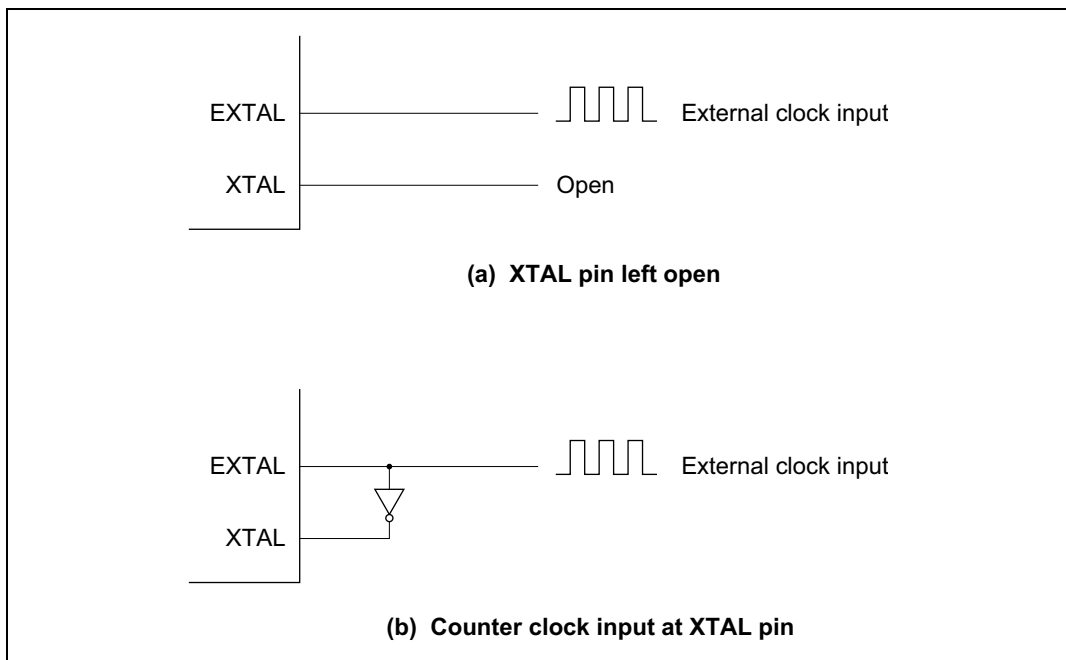 EXTAL External clock input
XTAL Open
(a) XTAL pin left open
EXTAL External clock input
XTAL
(b) Counter clock input at XTAL pin